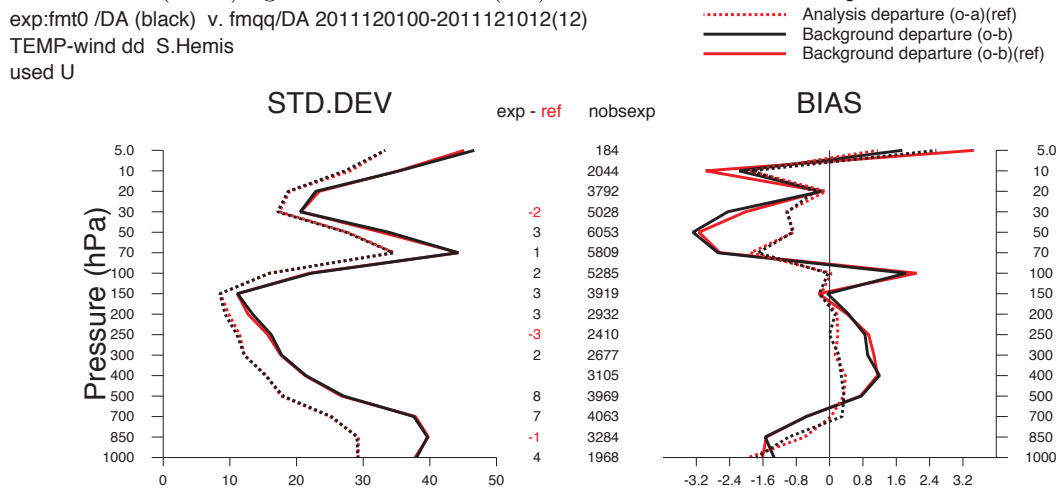 exp:fmt0 /DA (black) v. fmqq/DA 2011120100-2011121012(12)
TEMP-wind dd S.Hemis
used U
Analysis departure (o-a)(ref)
Background departure (o-b)
Background departure (o-b)(ref)
STD.DEV exp - ref nobsexp BIAS
Pressure (hPa)
5.0 184 5.0
10 2044 10
20 3792 20
30 -2 5028 30
50 3 6053 50
70 1 5809 70
100 2 5285 100
150 3 3919 150
200 3 2932 200
250 -3 2410 250
300 2 2677 300
400 3105 400
500 8 3969 500
700 7 4063 700
850 -1 3284 850
1000 4 1968 1000
0 10 20 30 40 50 -3.2 -2.4 -1.6 -0.8 0 0.8 1.6 2.4 3.2